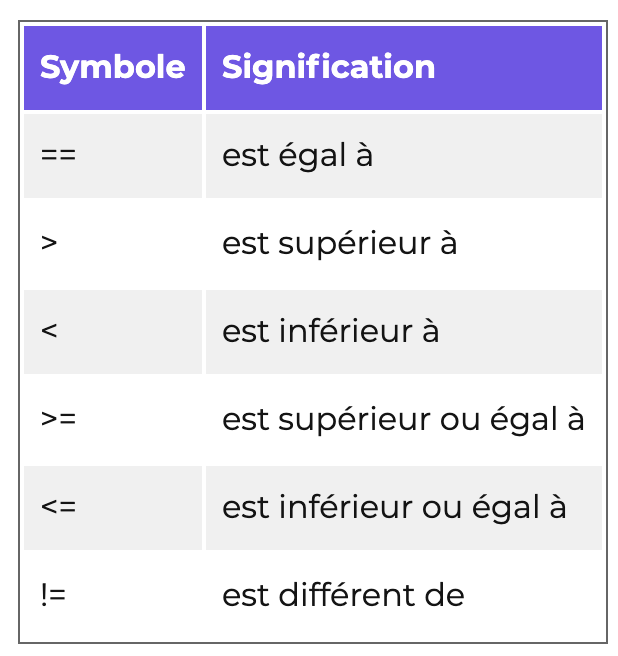 Symbole Signification
== est égal à
> est supérieur à
< est inférieur à
>= est supérieur ou égal à
<= est inférieur ou égal à
!= est différent de